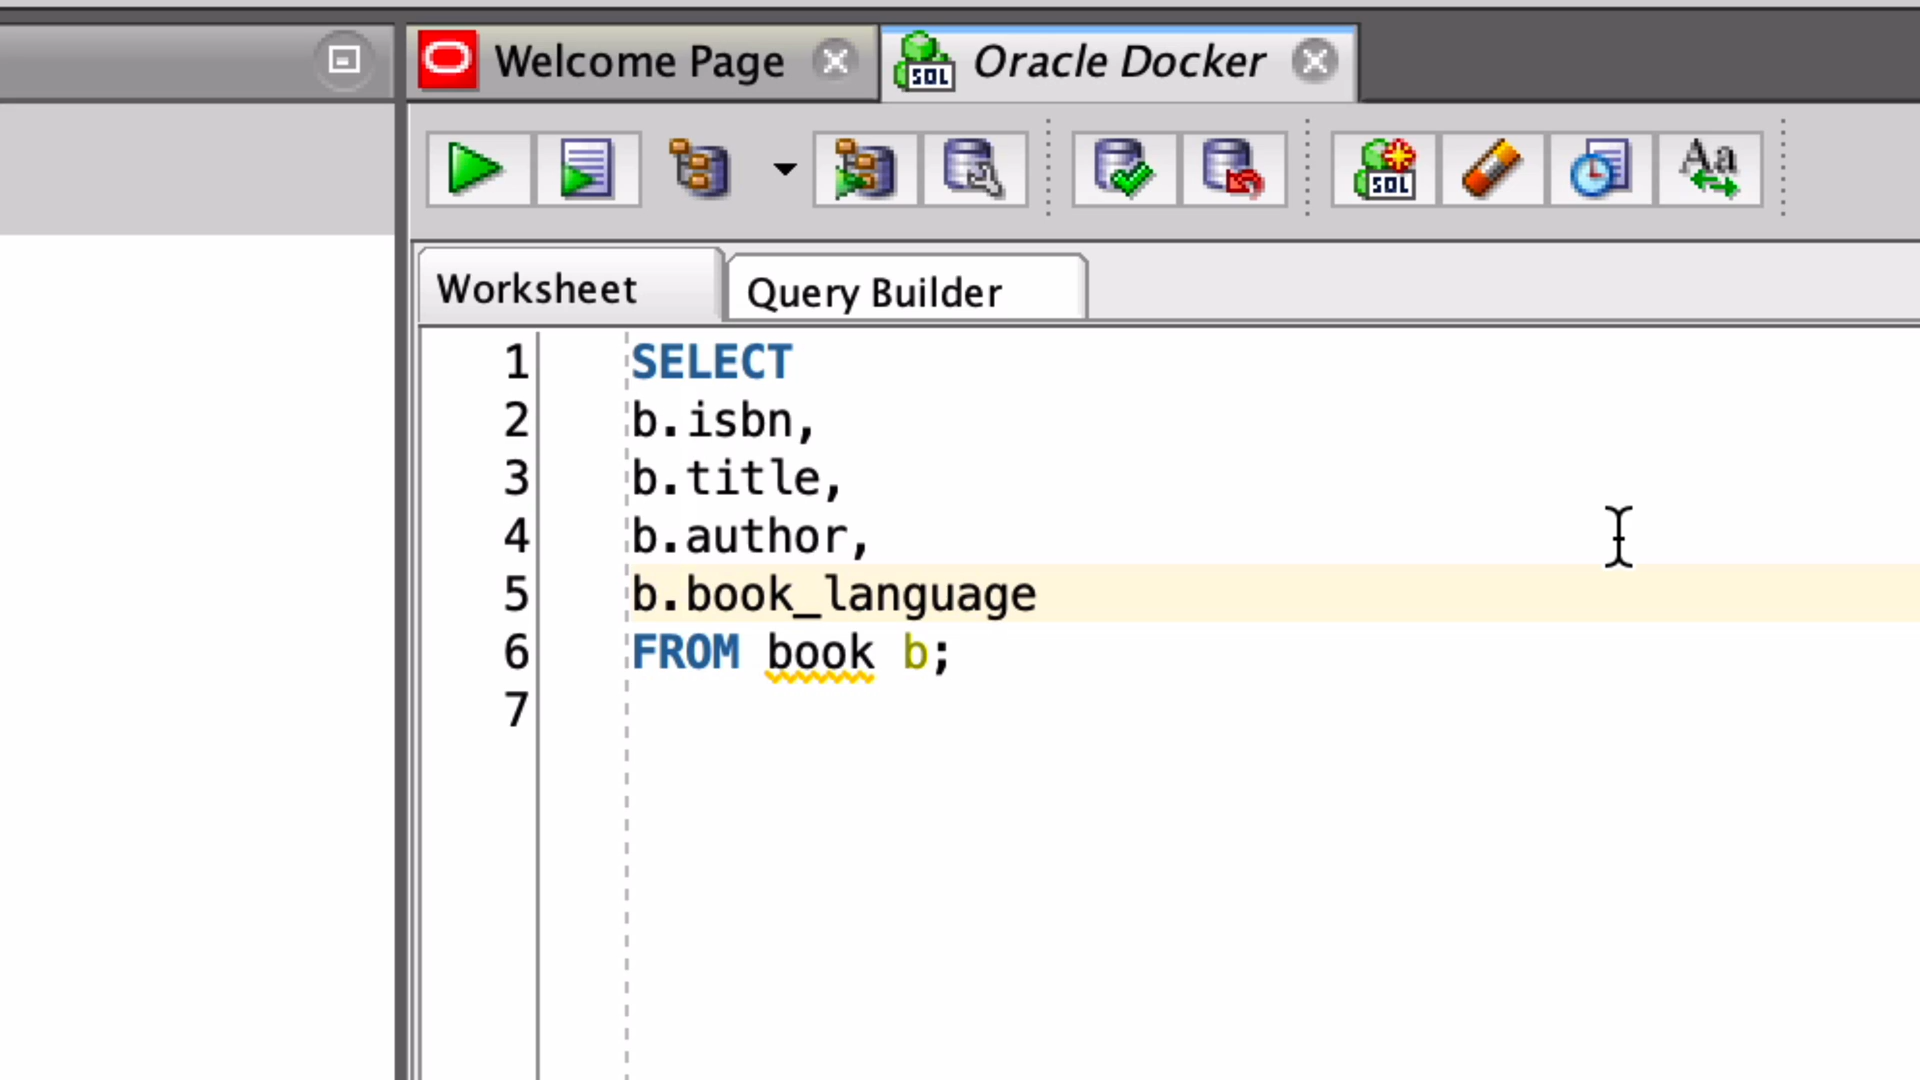 Welcome Page
SQL
Oracle Docker
SQL
Aa
Worksheet
Query Builder
1 SELECT
2 b.isbn,
3 b.title,
4 b.author,
5 b.book_language
6 FROM book b;
7